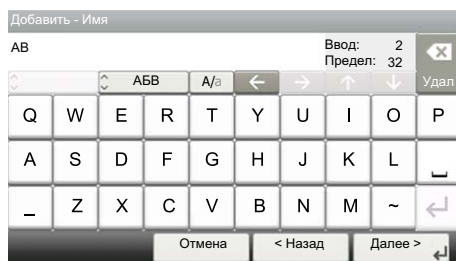 Добавить - Имя
AB Ввод: 2
Предел: 32
АБВ A/a Удал
Q W E R T Y U I O P
A S D F G H J K L
_ Z X C V B N M ~
Отмена < Назад Далее >